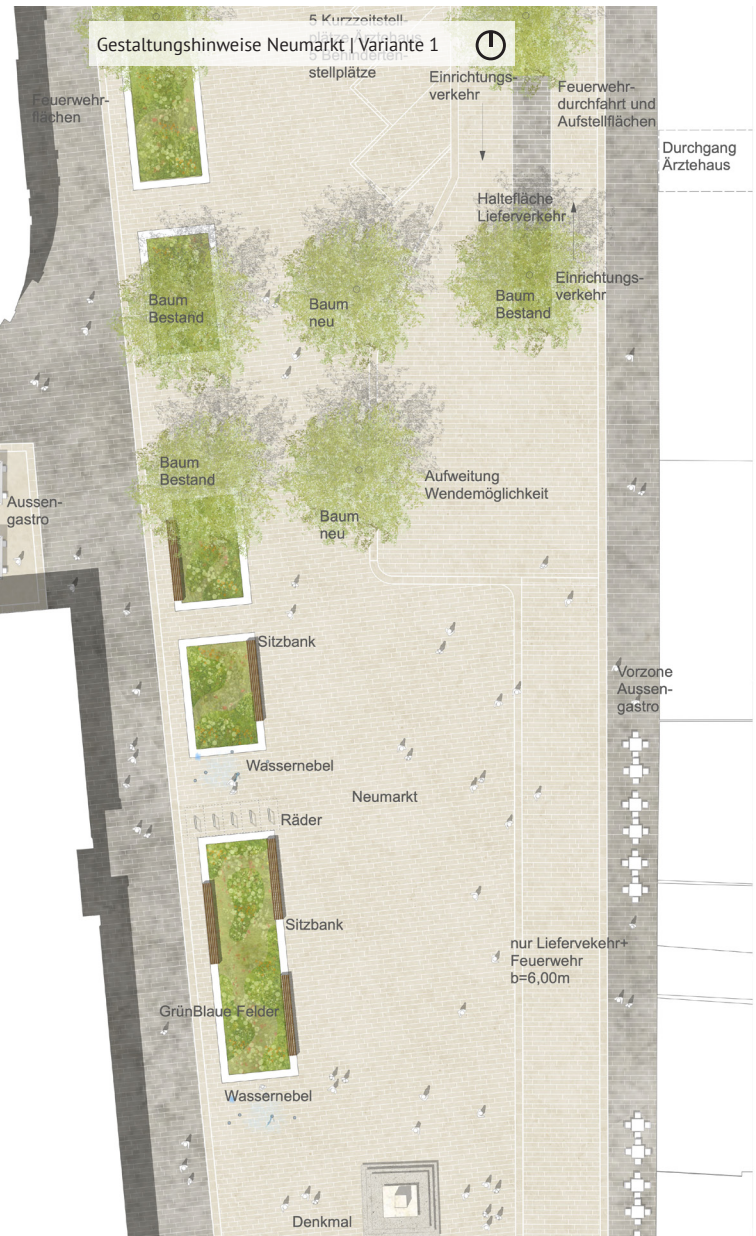 5 Kurzzeitstell-
plätze Ärztehaus
5 Behinderten-
stellplätze
Gestaltungshinweise Neumarkt | Variante 1
Einrichtungs-
verkehr
Feuerwehr-
durchfahrt und
Aufstellflächen
Feuerwehr-
flächen
Durchgang
Ärztehaus
Haltefläche
Lieferverkehr
Einrichtungs-
verkehr
Baum
Bestand
Baum
neu
Baum
Bestand
Baum
Bestand
Aufweitung
Wendemöglichkeit
Aussen-
gastro
Baum
neu
Sitzbank
Vorzone
Aussen-
gastro
Wassernebel
Neumarkt
Räder
Sitzbank
nur Liefervekehr+
Feuerwehr
b=6,00m
GrünBlaue Felder
Wassernebel
Denkmal